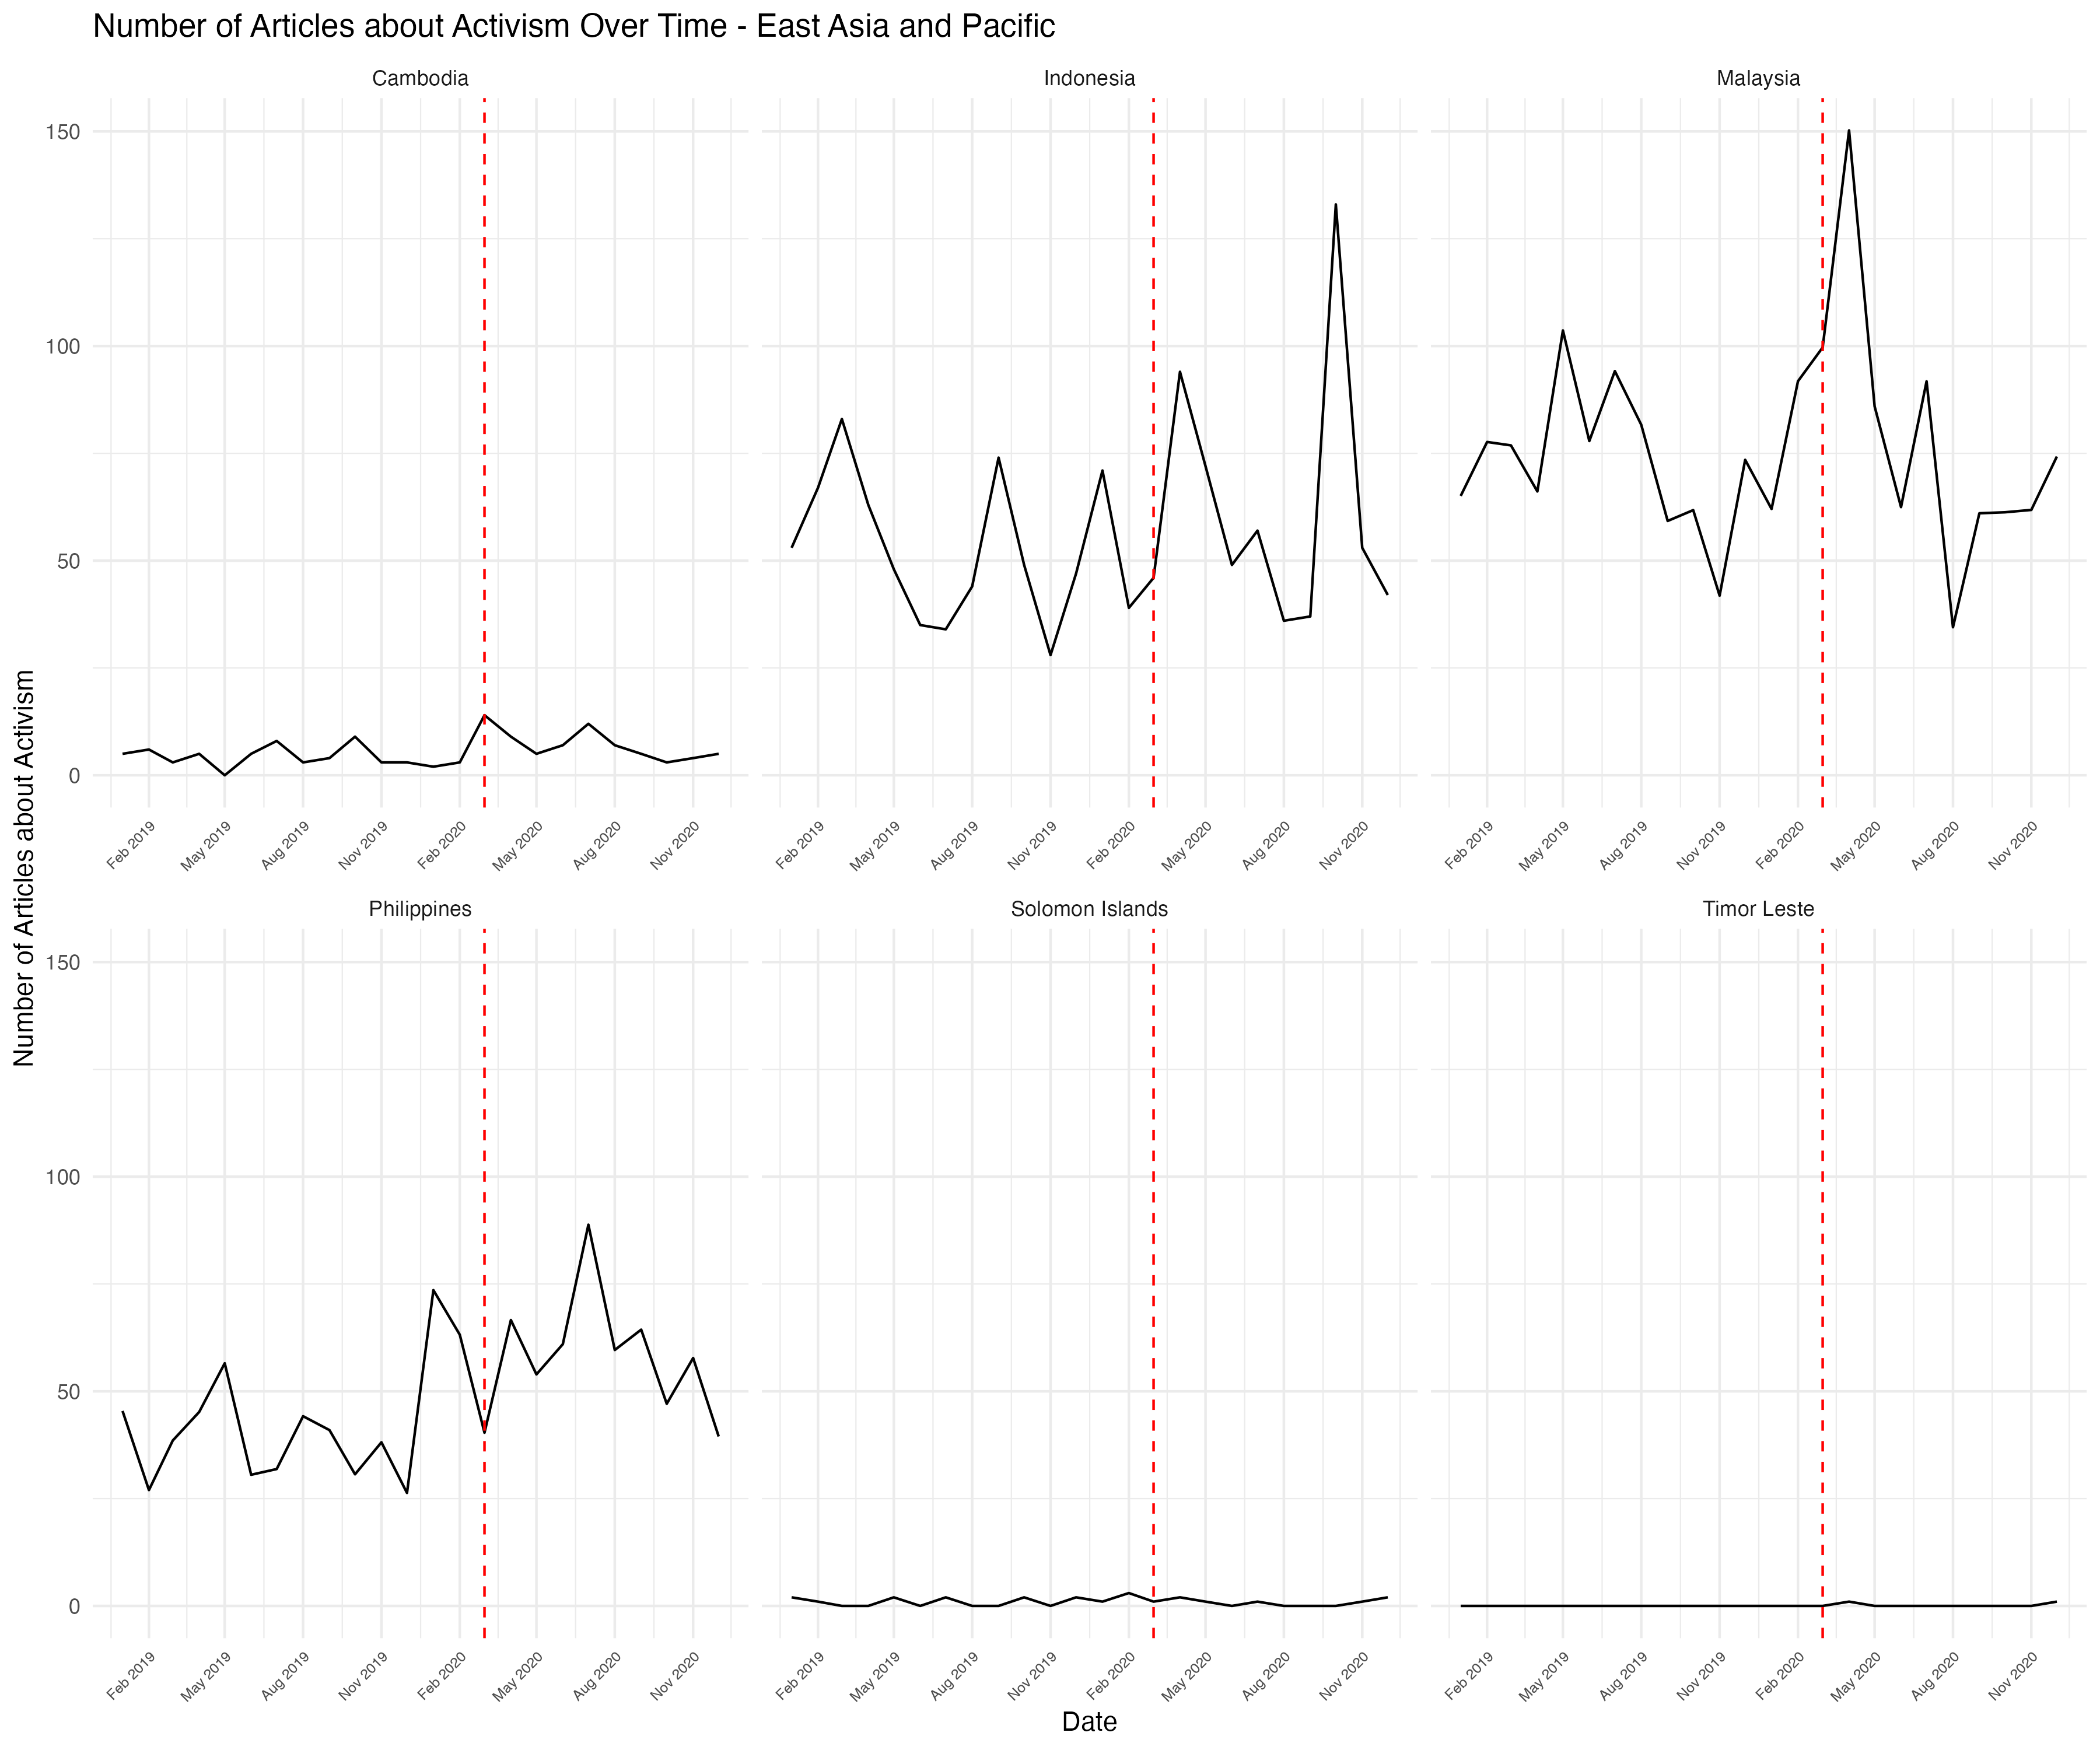 Number of Articles about Activism Over Time - East Asia and Pacific
Cambodia
Indonesia
Malaysia
150
100
50
0
Feb 2019
May 2019
Aug 2019
Nov 2019
Feb 2020
May 2020
Aug 2020
Nov 2020
Feb 2019
May 2019
Aug 2019
Nov 2019
Feb 2020
May 2020
Aug 2020
Nov 2020
Feb 2019
May 2019
Aug 2019
Nov 2019
Feb 2020
May 2020
Aug 2020
Nov 2020
Number of Articles about Activism
Philippines
Solomon Islands
Timor Leste
150
100
50
0
Feb 2019
May 2019
Aug 2019
Nov 2019
Feb 2020
May 2020
Aug 2020
Nov 2020
Feb 2019
May 2019
Aug 2019
Nov 2019
Feb 2020
May 2020
Aug 2020
Nov 2020
Feb 2019
May 2019
Aug 2019
Nov 2019
Feb 2020
May 2020
Aug 2020
Nov 2020
Date